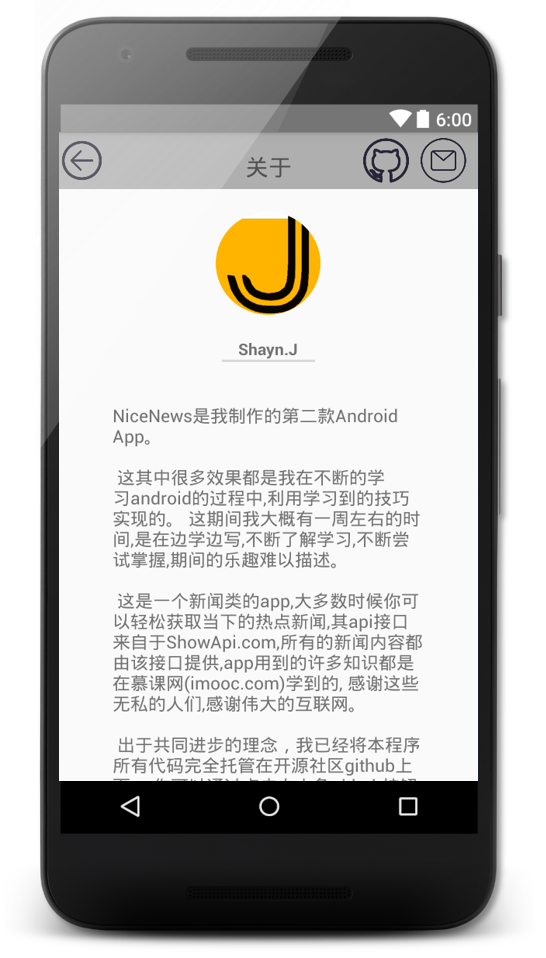 6:00
关于
Shayn.J
NiceNews是我制作的第二款Android
App。
这其中很多效果都是我在不断的学
习android的过程中,利用学习到的技巧
实现的。 这期间我大概有一周左右的时
间,是在边学边写,不断了解学习,不断尝
试掌握,期间的乐趣难以描述。
这是一个新闻类的app,大多数时候你可
以轻松获取当下的热点新闻,其api接口
来自于ShowApi.com,所有的新闻内容都
由该接口提供,app用到的许多知识都是
在慕课网(imooc.com)学到的, 感谢这些
无私的人们,感谢伟大的互联网。
出于共同进步的理念，我已经将本程序
所有代码完全托管在开源社区github上